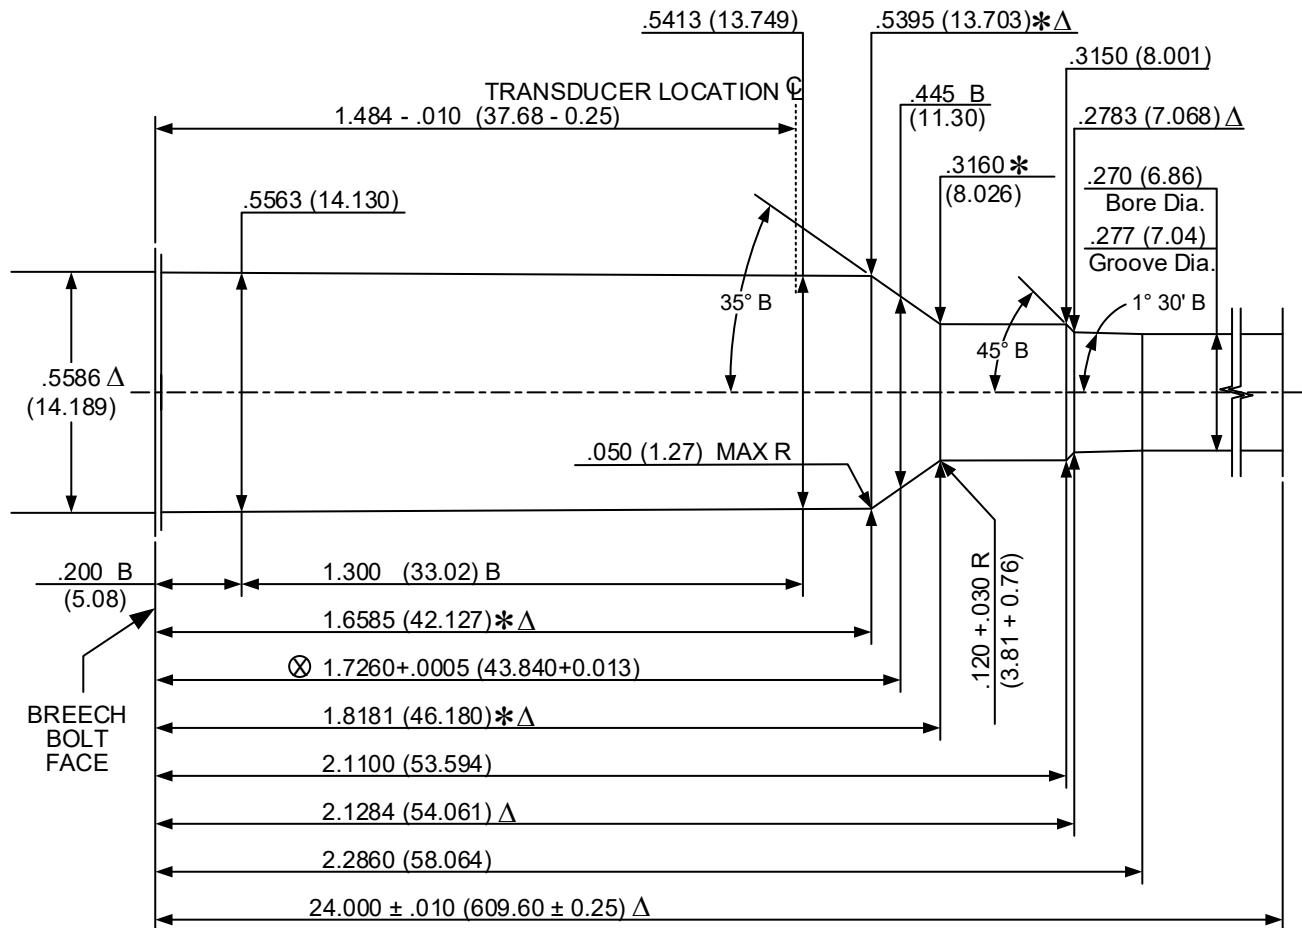 .5413 (13.749)
.5395 (13.703)✻Δ
.3150 (8.001)
TRANSDUCER LOCATION ℄
1.484 - .010 (37.68 - 0.25)
.445 B
(11.30)
.2783 (7.068) Δ
.5563 (14.130)
.3160 ✻
(8.026)
.270 (6.86)
Bore Dia.
.277 (7.04)
Groove Dia.
35° B
45° B
1° 30' B
.5586 Δ
(14.189)
.050 (1.27) MAX R
.200 B
(5.08)
1.300 (33.02) B
.120 +.030 R
(3.81 + 0.76)
1.6585 (42.127)✻Δ
⊗ 1.7260+.0005 (43.840+0.013)
BREECH
BOLT
FACE
1.8181 (46.180)✻Δ
2.1100 (53.594)
2.1284 (54.061) Δ
2.2860 (58.064)
24.000 ± .010 (609.60 ± 0.25) Δ